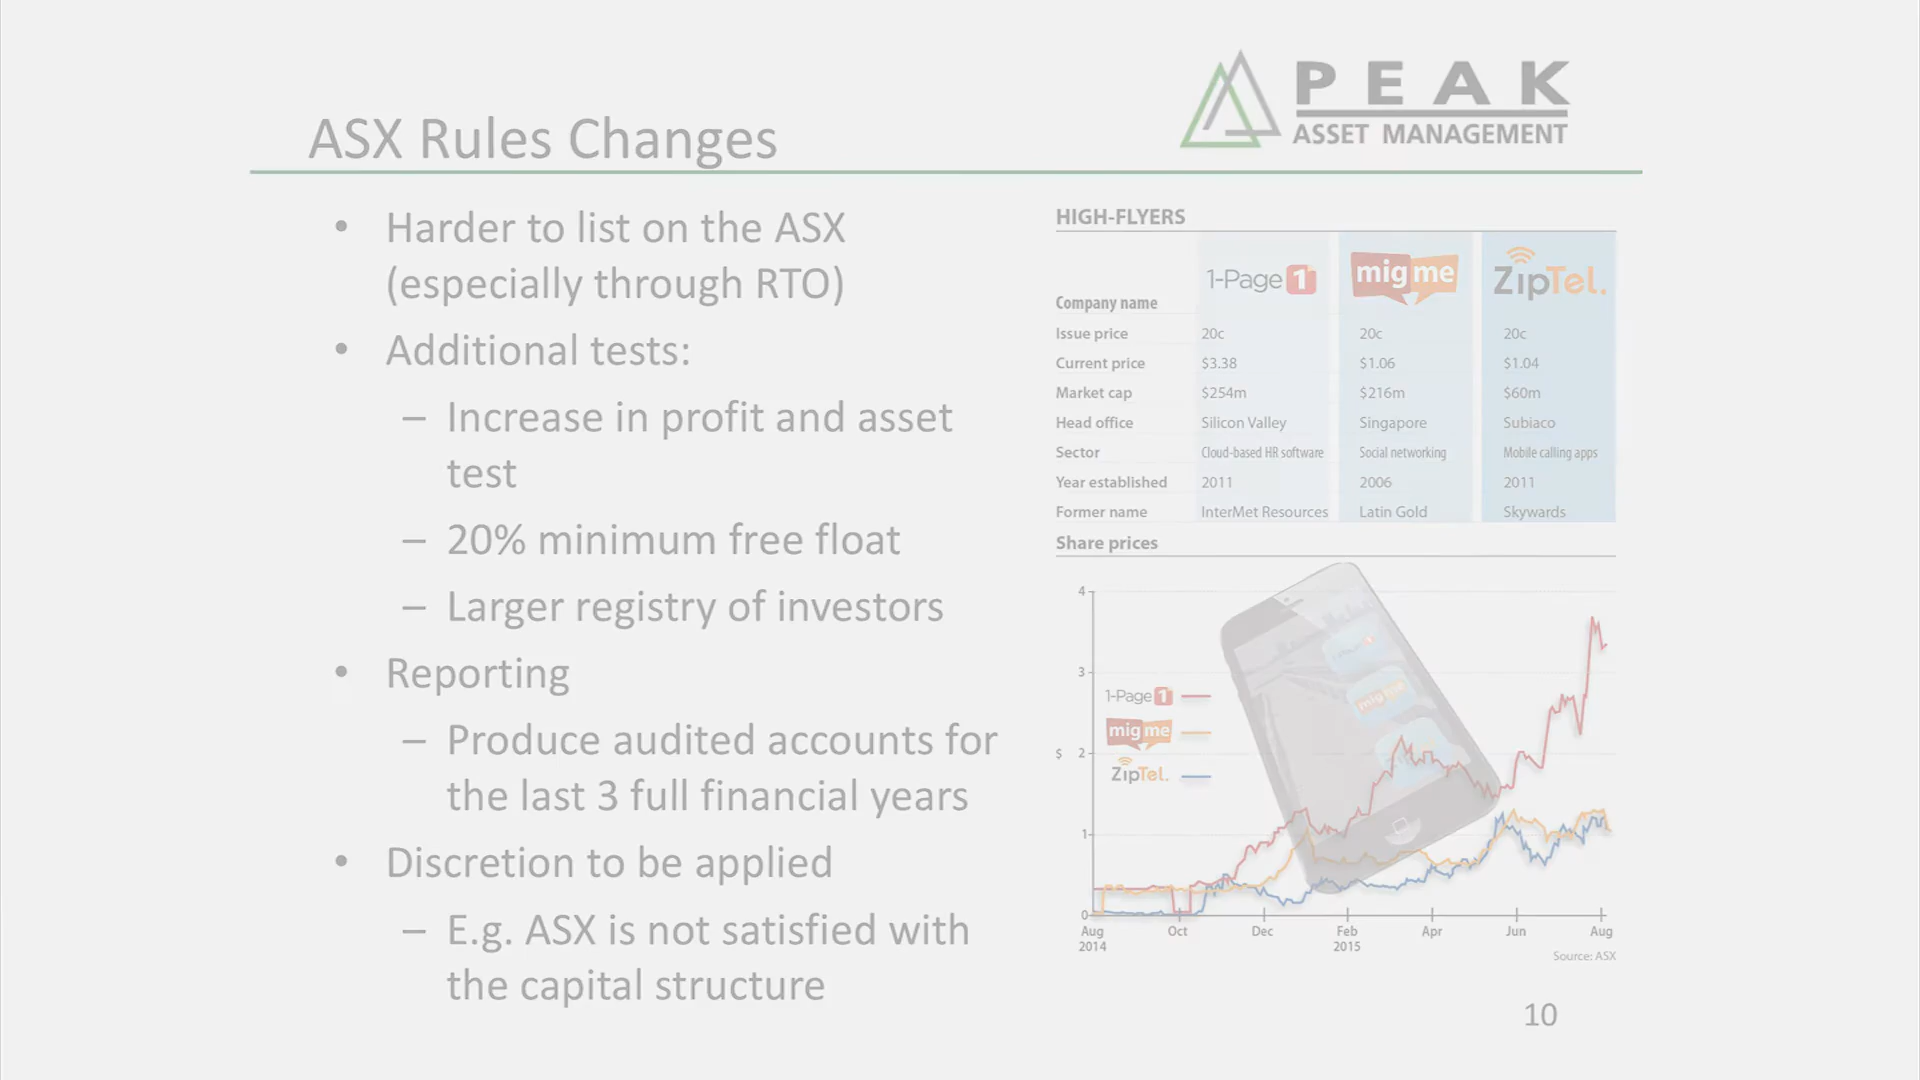 PEAK
ASSET MANAGEMENT
ASX Rules Changes
• Harder to list on the ASX
(especially through RTO)
• Additional tests:
– Increase in profit and asset
test
– 20% minimum free float
– Larger registry of investors
• Reporting
– Produce audited accounts for
the last 3 full financial years
• Discretion to be applied
– E.g. ASX is not satisfied with
the capital structure
HIGH-FLYERS
Company name 1-Page 1 migme ZipTel.
Issue price 20c 20c 20c
Current price $3.38 $1.06 $1.04
Market cap $254m $216m $60m
Head office Silicon Valley Singapore Subiaco
Sector Cloud-based HR software Social networking Mobile calling apps
Year established 2011 2006 2011
Former name InterMet Resources Latin Gold Skywards
Share prices
4
3
1-Page 1
migme
$ 2
ZipTel.
1
0
Aug Oct Dec Feb Apr Jun Aug
2014 2015
Source: ASX
10